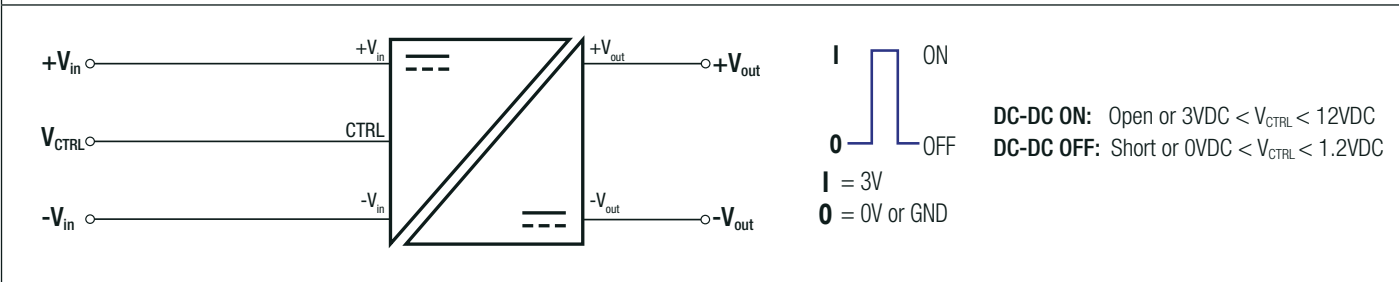 +Vin +Vin +Vout +Vout
VCTRL CTRL
-Vin -Vin -Vout -Vout
I ON
0 OFF
I = 3V
0 = 0V or GND
DC-DC ON: Open or 3VDC < VCTRL < 12VDC
DC-DC OFF: Short or 0VDC < VCTRL < 1.2VDC